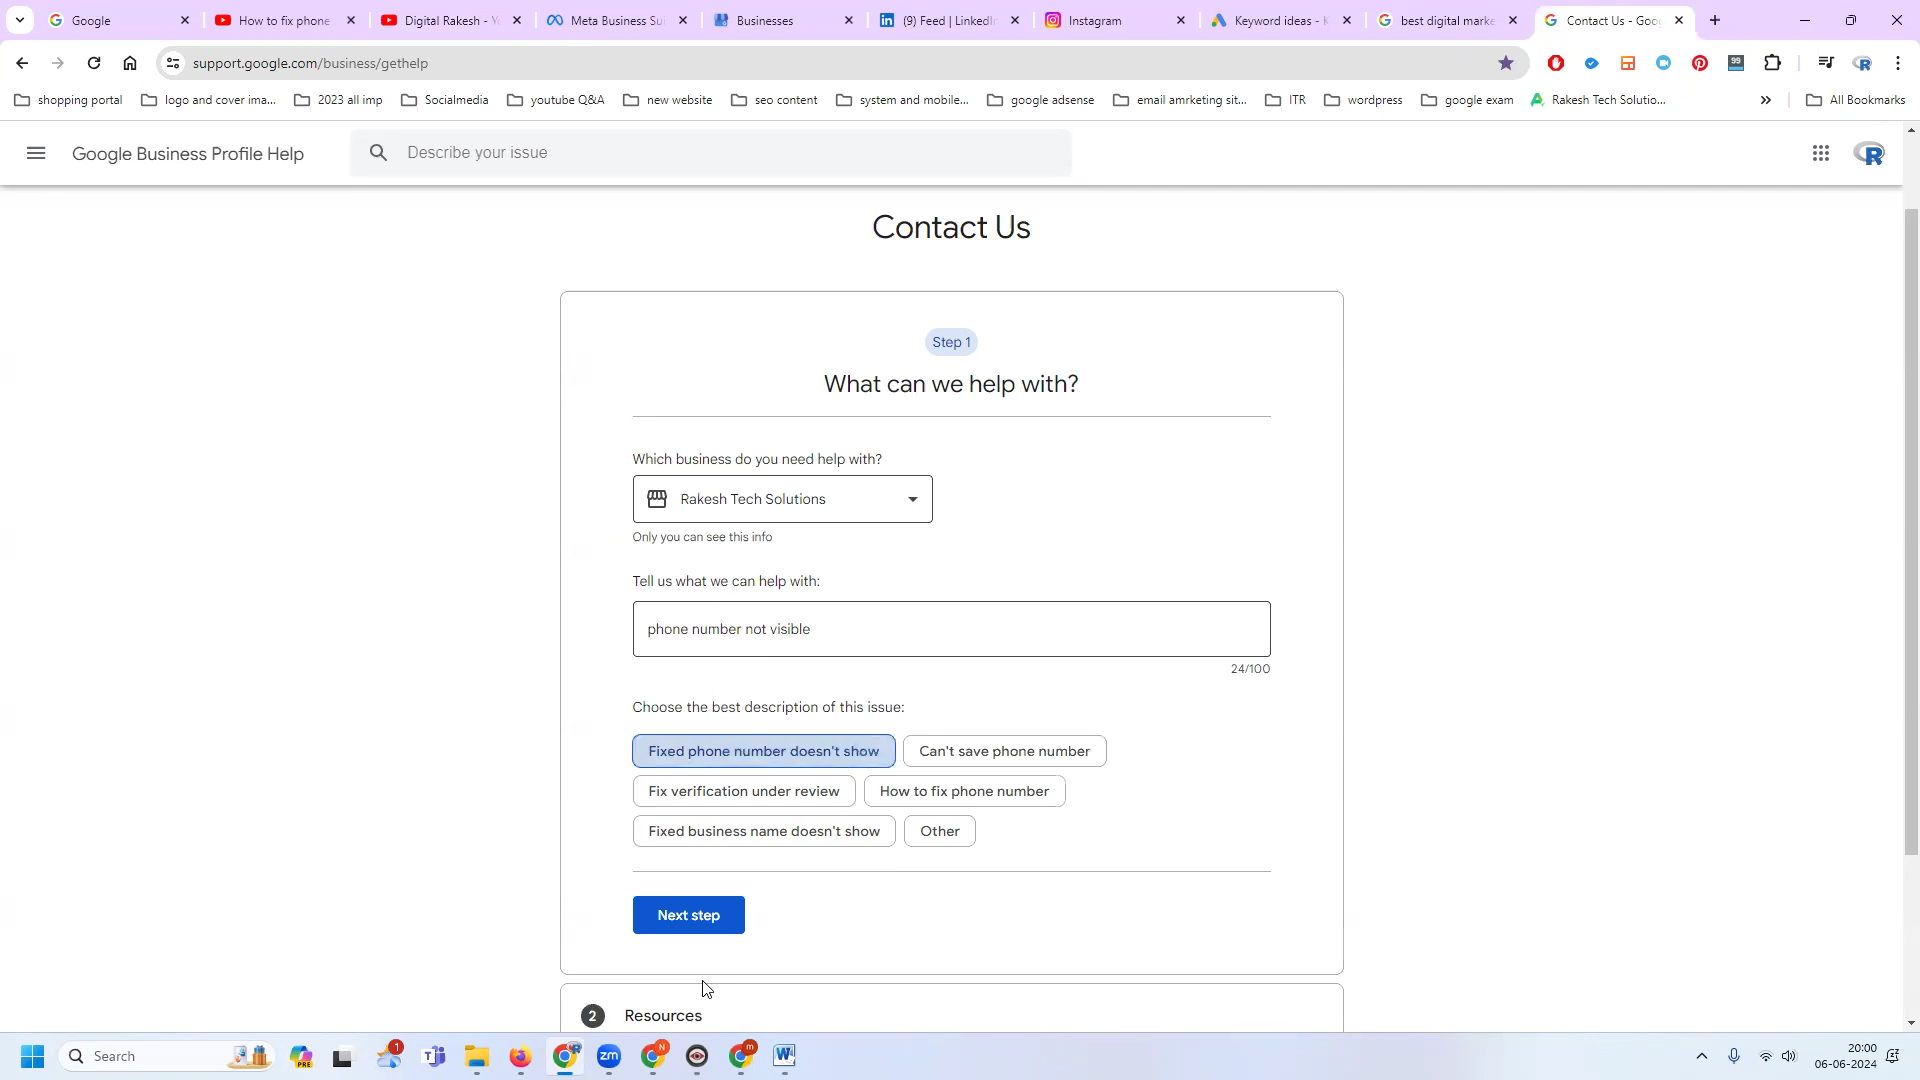 Google
How to fix phone
Digital Rakesh - Y
Meta Business Su
Businesses
(9) Feed | LinkedIn
Instagram
Keyword ideas - K
best digital marke
Contact Us - Goo
support.google.com/business/gethelp
99
shopping portal
logo and cover ima...
2023 all imp
Socialmedia
youtube Q&A
new website
seo content
system and mobile...
google adsense
email amrketing sit...
ITR
wordpress
google exam
Rakesh Tech Solutio...
»
All Bookmarks
Google Business Profile Help
Describe your issue
R
Contact Us
Step 1
What can we help with?
Which business do you need help with?
Rakesh Tech Solutions
Only you can see this info
Tell us what we can help with:
phone number not visible
24/100
Choose the best description of this issue:
Fixed phone number doesn't show
Can't save phone number
Fix verification under review
How to fix phone number
Fixed business name doesn't show
Other
Next step
2 Resources
Search
PRE
1
zm
N
m
W
20:00
06-06-2024